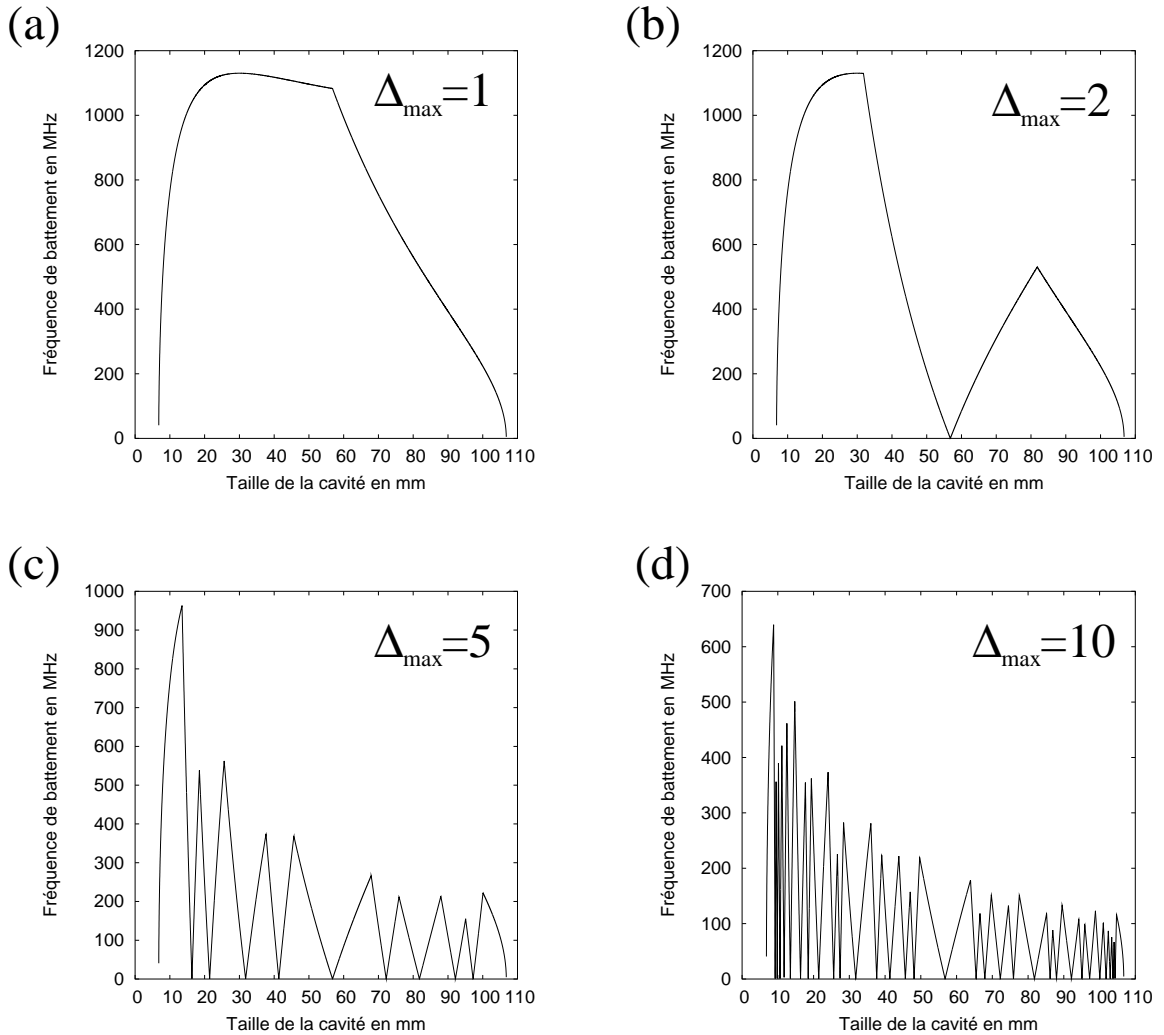 (a)
1200
1000
800
600
400
200
0
Fréquence de battement en MHz
Δmax=1
0 10 20 30 40 50 60 70 80 90 100 110
Taille de la cavité en mm
(b)
1200
1000
800
600
400
200
0
Fréquence de battement en MHz
Δmax=2
0 10 20 30 40 50 60 70 80 90 100 110
Taille de la cavité en mm
(c)
1000
900
800
700
600
500
400
300
200
100
0
Fréquence de battement en MHz
Δmax=5
0 10 20 30 40 50 60 70 80 90 100 110
Taille de la cavité en mm
(d)
700
600
500
400
300
200
100
0
Fréquence de battement en MHz
Δmax=10
0 10 20 30 40 50 60 70 80 90 100 110
Taille de la cavité en mm